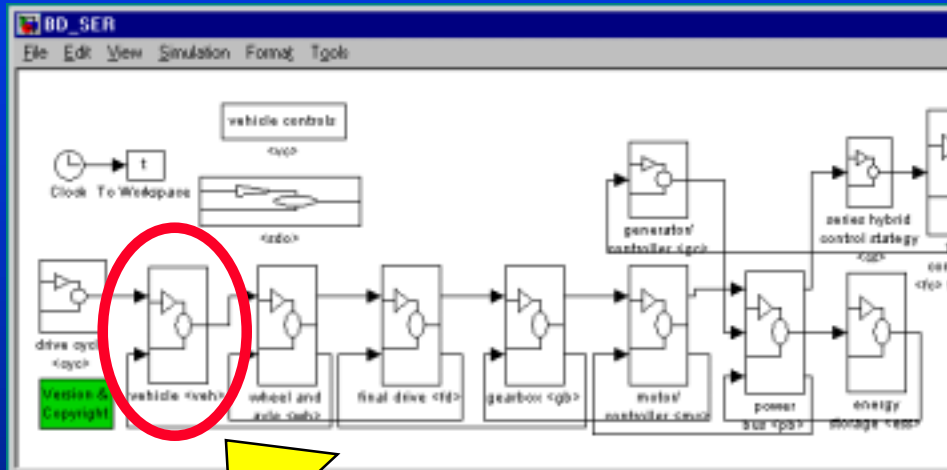 BD_SER
File Edit View Simulation Format Tools
vehicle controls
<vc>
t
Clock To Workspace
<sdo>
generator/
controller <gc>
series hybrid
control stategy
drive cycle
<cyc>
Version &
Copyright
vehicle <veh>
wheel and
axle <wh>
final drive <fd>
gearbox <gb>
motor/
controller <mc>
power
bus <pb>
energy
storage <ess>